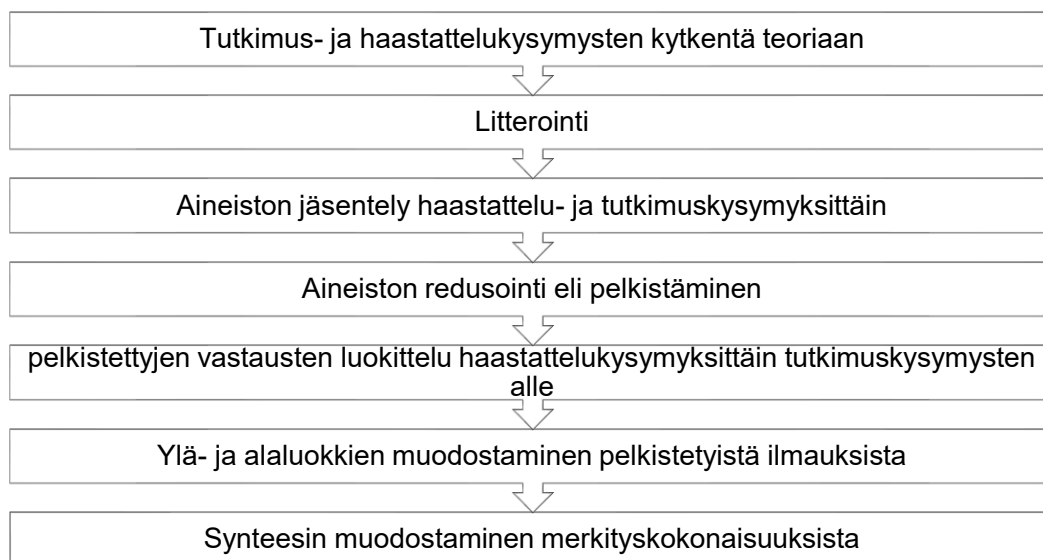 Tutkimus- ja haastattelukysymysten kytkentä teoriaan
Litterointi
Aineiston jäsentely haastattelu- ja tutkimuskysymyksittäin
Aineiston redusointi eli pelkistäminen
pelkistettyjen vastausten luokittelu haastattelukysymyksittäin tutkimuskysymysten
alle
Ylä- ja alaluokkien muodostaminen pelkistetyistä ilmauksista
Synteesin muodostaminen merkityskokonaisuuksista